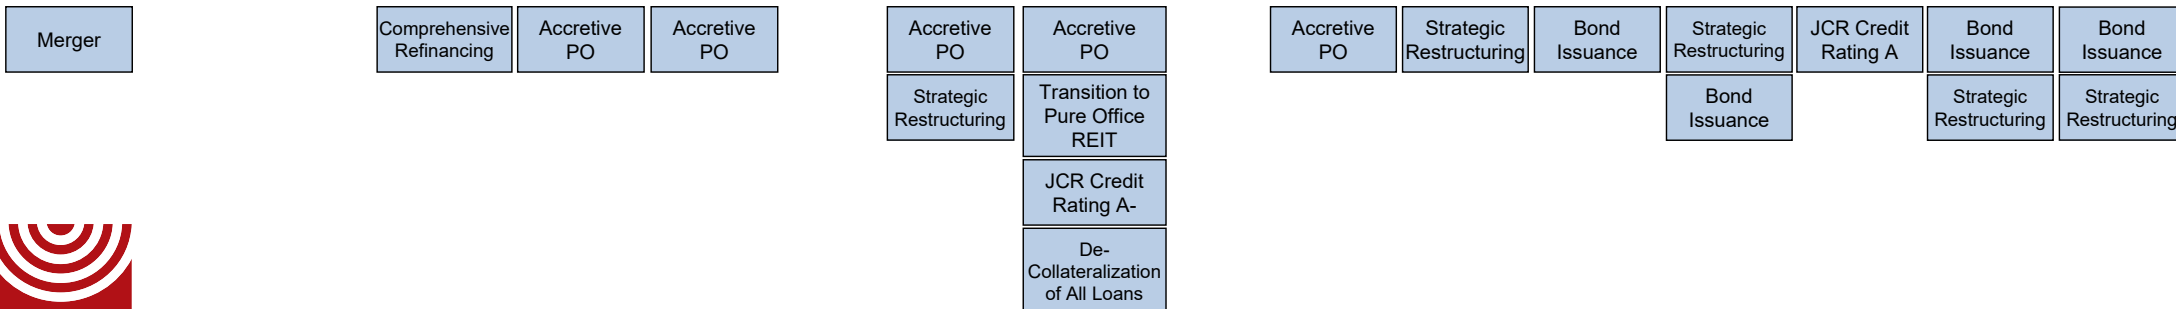 Merger
Comprehensive
Refinancing
Accretive
PO
Accretive
PO
Accretive
PO
Strategic
Restructuring
Accretive
PO
Transition to
Pure Office
REIT
JCR Credit
Rating A-
De-
Collateralization
of All Loans
Accretive
PO
Strategic
Restructuring
Bond
Issuance
Strategic
Restructuring
Bond
Issuance
JCR Credit
Rating A
Bond
Issuance
Strategic
Restructuring
Bond
Issuance
Strategic
Restructuring